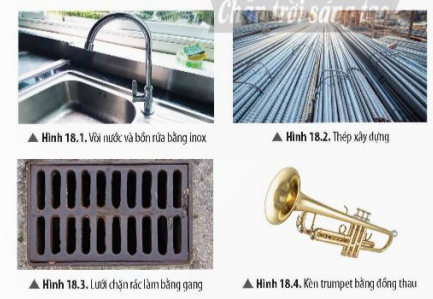 Chân trời sáng tạo
▲ Hình 18.1. Vòi nước và bồn rửa bằng inox
▲ Hình 18.2. Thép xây dựng
▲ Hình 18.3. Lưới chặn rác làm bằng gang
▲ Hình 18.4. Kèn trumpet bằng đồng thau